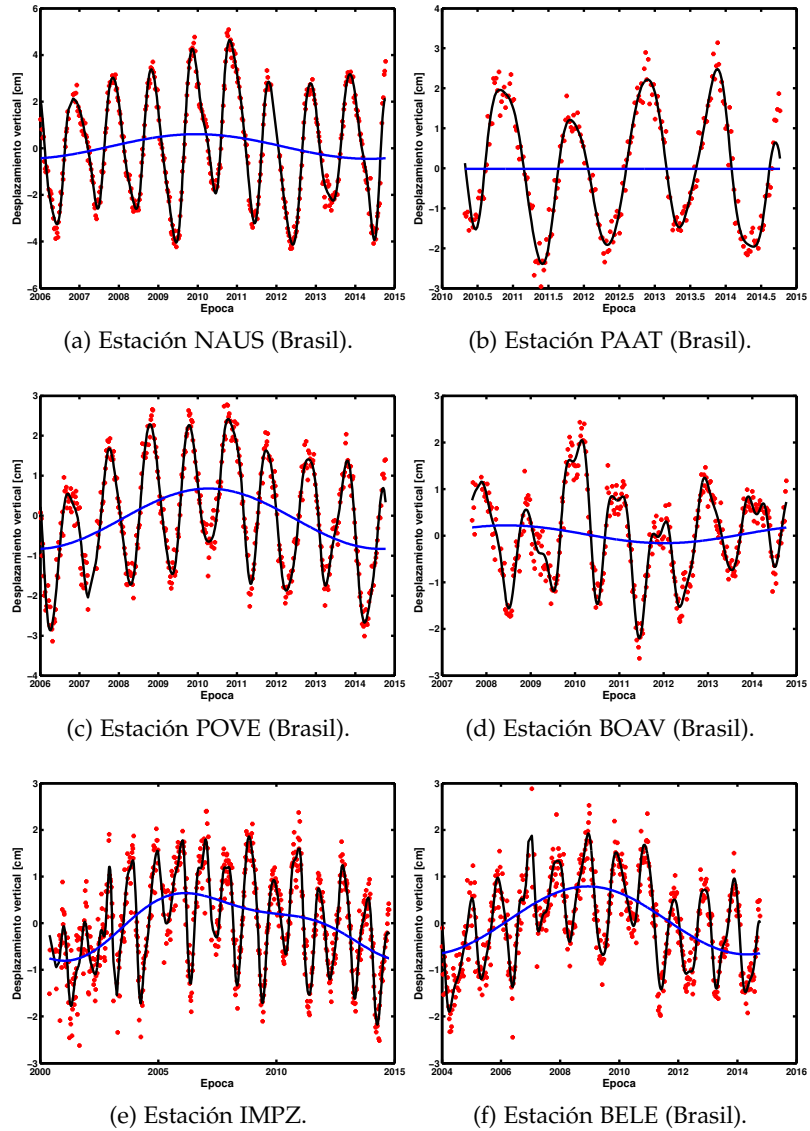 6
4
2
0
−2
−4
−6
Desplazamiento vertical [cm]
2006 2007 2008 2009 2010 2011 2012 2013 2014 2015
Epoca
(a) Estación NAUS (Brasil).
4
3
2
1
0
−1
−2
−3
Desplazamiento vertical [cm]
2010 2010.5 2011 2011.5 2012 2012.5 2013 2013.5 2014 2014.5 2015
Epoca
(b) Estación PAAT (Brasil).
3
2
1
0
−1
−2
−3
−4
Desplazamiento vertical [cm]
2006 2007 2008 2009 2010 2011 2012 2013 2014 2015
Epoca
(c) Estación POVE (Brasil).
3
2
1
0
−1
−2
−3
Desplazamiento vertical [cm]
2007 2008 2009 2010 2011 2012 2013 2014 2015
Epoca
(d) Estación BOAV (Brasil).
3
2
1
0
−1
−2
−3
Desplazamiento vertical [cm]
2000 2005 2010 2015
Epoca
(e) Estación IMPZ.
3
2
1
0
−1
−2
−3
Desplazamiento vertical [cm]
2004 2006 2008 2010 2012 2014 2016
Epoca
(f) Estación BELE (Brasil).